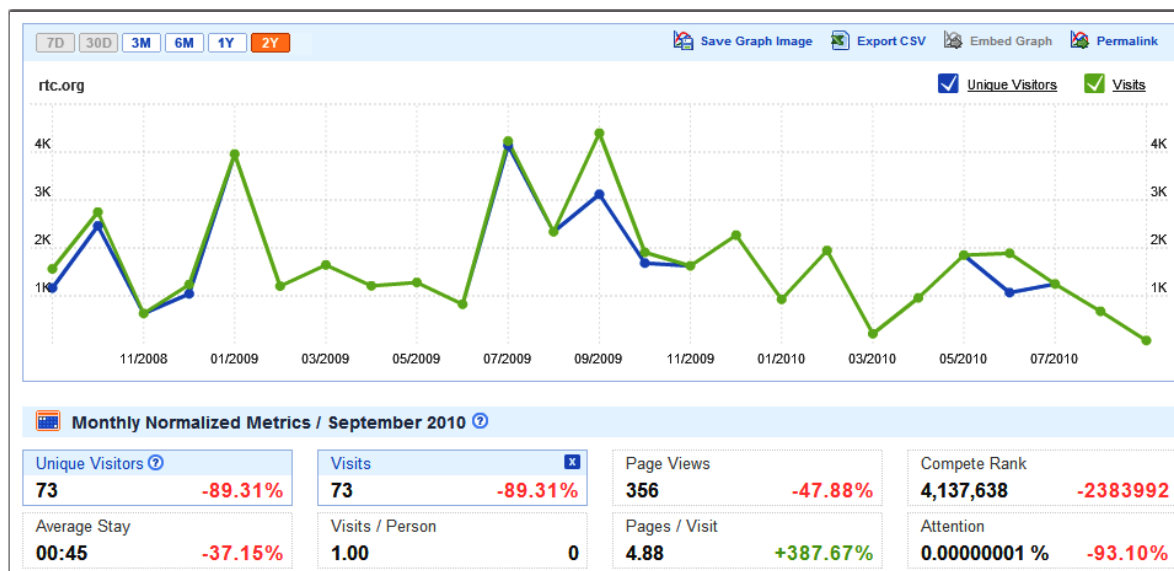 7D 30D 3M 6M 1Y 2Y Save Graph Image Export CSV Embed Graph Permalink
rtc.org Unique Visitors Visits
4K 4K
3K 3K
2K 2K
1K 1K
11/2008 01/2009 03/2009 05/2009 07/2009 09/2009 11/2009 01/2010 03/2010 05/2010 07/2010
Monthly Normalized Metrics / September 2010 ?
Unique Visitors ? Visits x Page Views Compete Rank
73 -89.31% 73 -89.31% 356 -47.88% 4,137,638 -2383992
Average Stay Visits / Person Pages / Visit Attention
00:45 -37.15% 1.00 0 4.88 +387.67% 0.00000001 % -93.10%